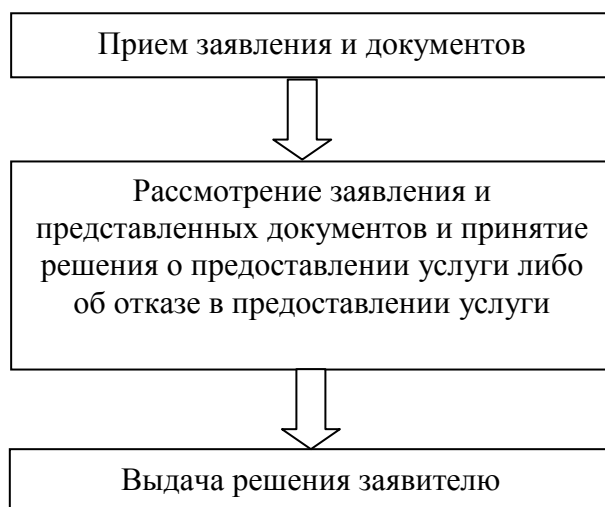 Прием заявления и документов
Рассмотрение заявления и
представленных документов и принятие
решения о предоставлении услуги либо
об отказе в предоставлении услуги
Выдача решения заявителю